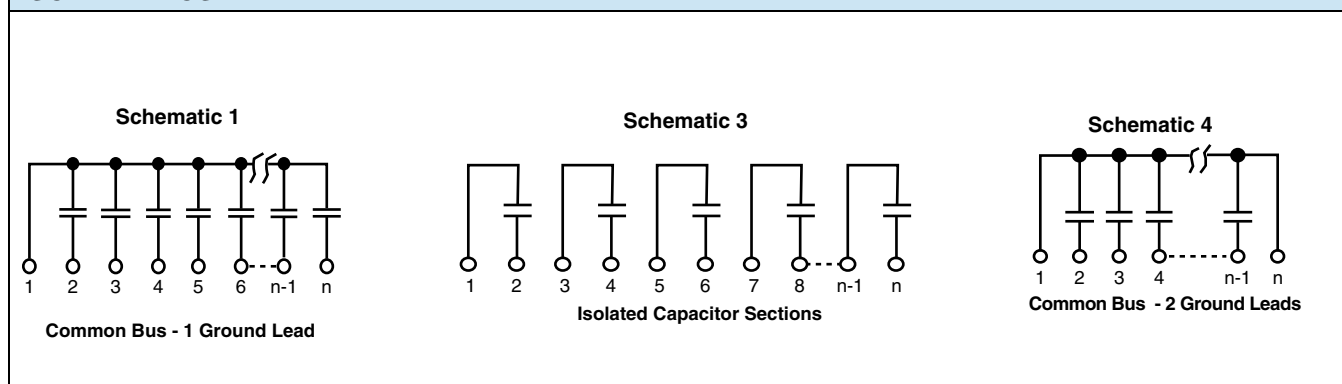 Schematic 1
1 2 3 4 5 6 n-1 n
Common Bus - 1 Ground Lead
Schematic 3
1 2 3 4 5 6 7 8 n-1 n
Isolated Capacitor Sections
Schematic 4
1 2 3 4 n-1 n
Common Bus - 2 Ground Leads